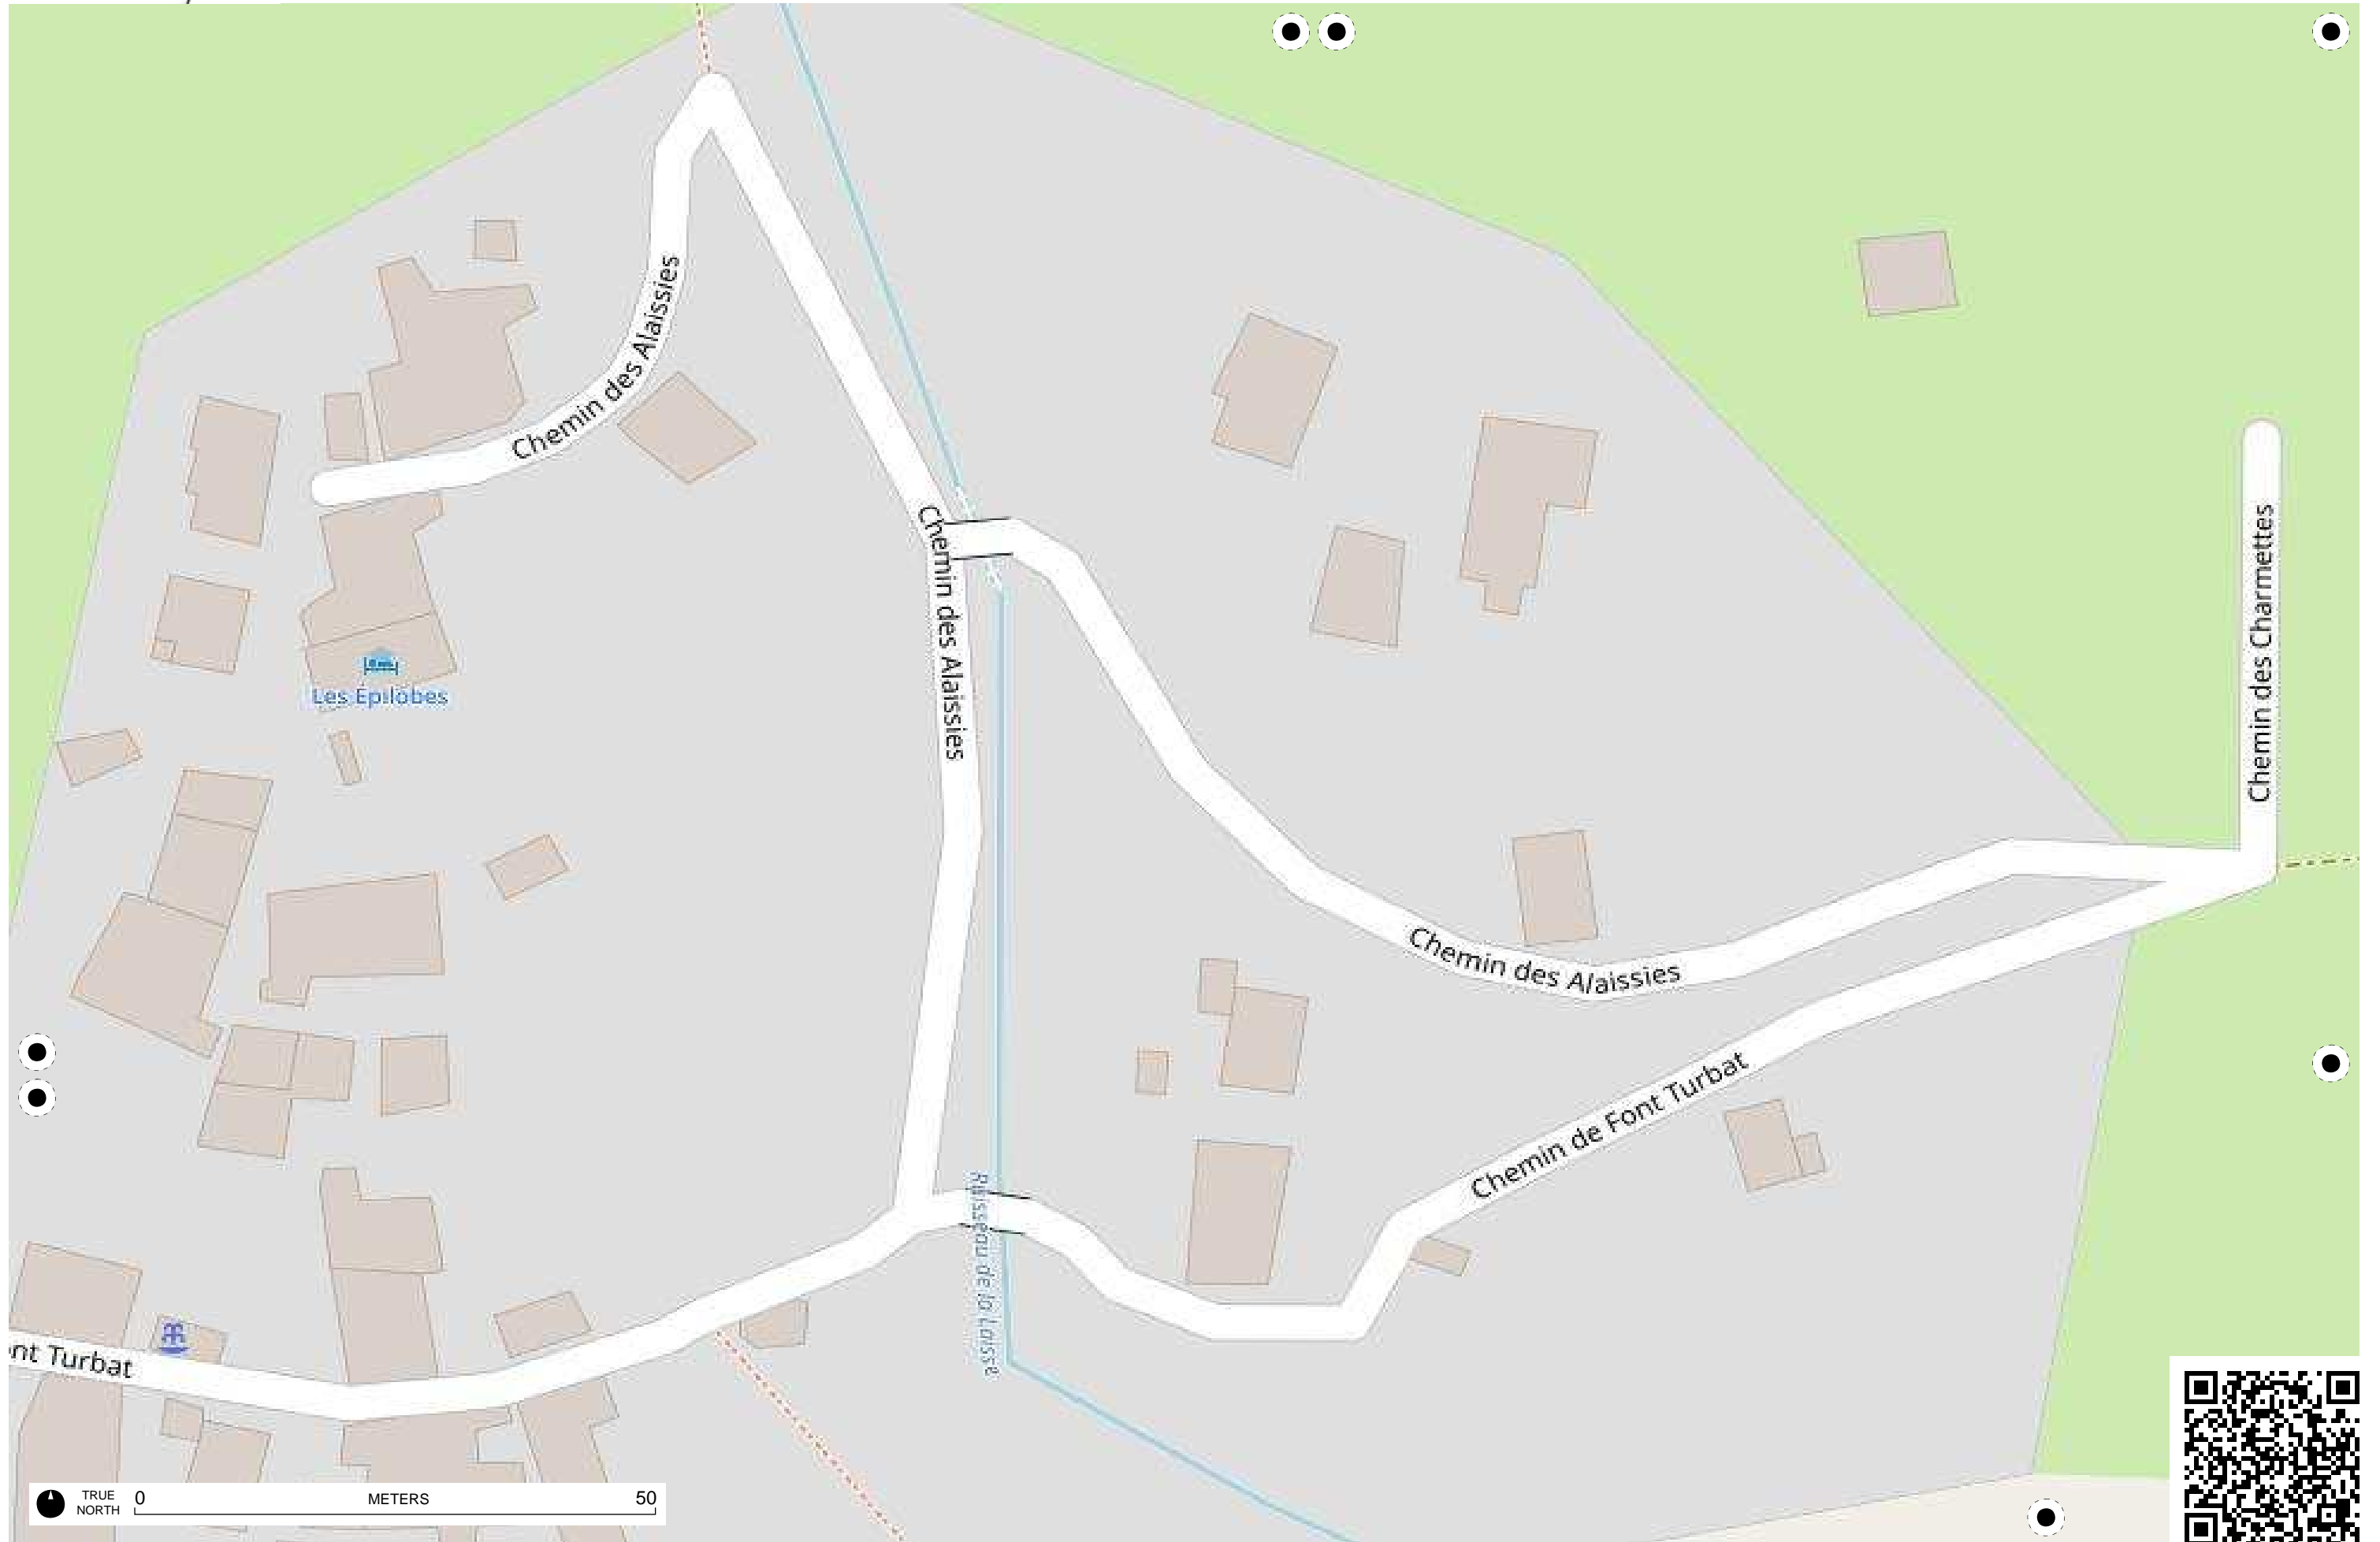 Chemin des Alaissies
Chemin des Alaissies
Chemin des Charmettes
Les Épilobes
Chemin des Alaissies
Chemin de Font Turbat
Ruisseau de la Laisse
nt Turbat
TRUE
NORTH
0
METERS
50